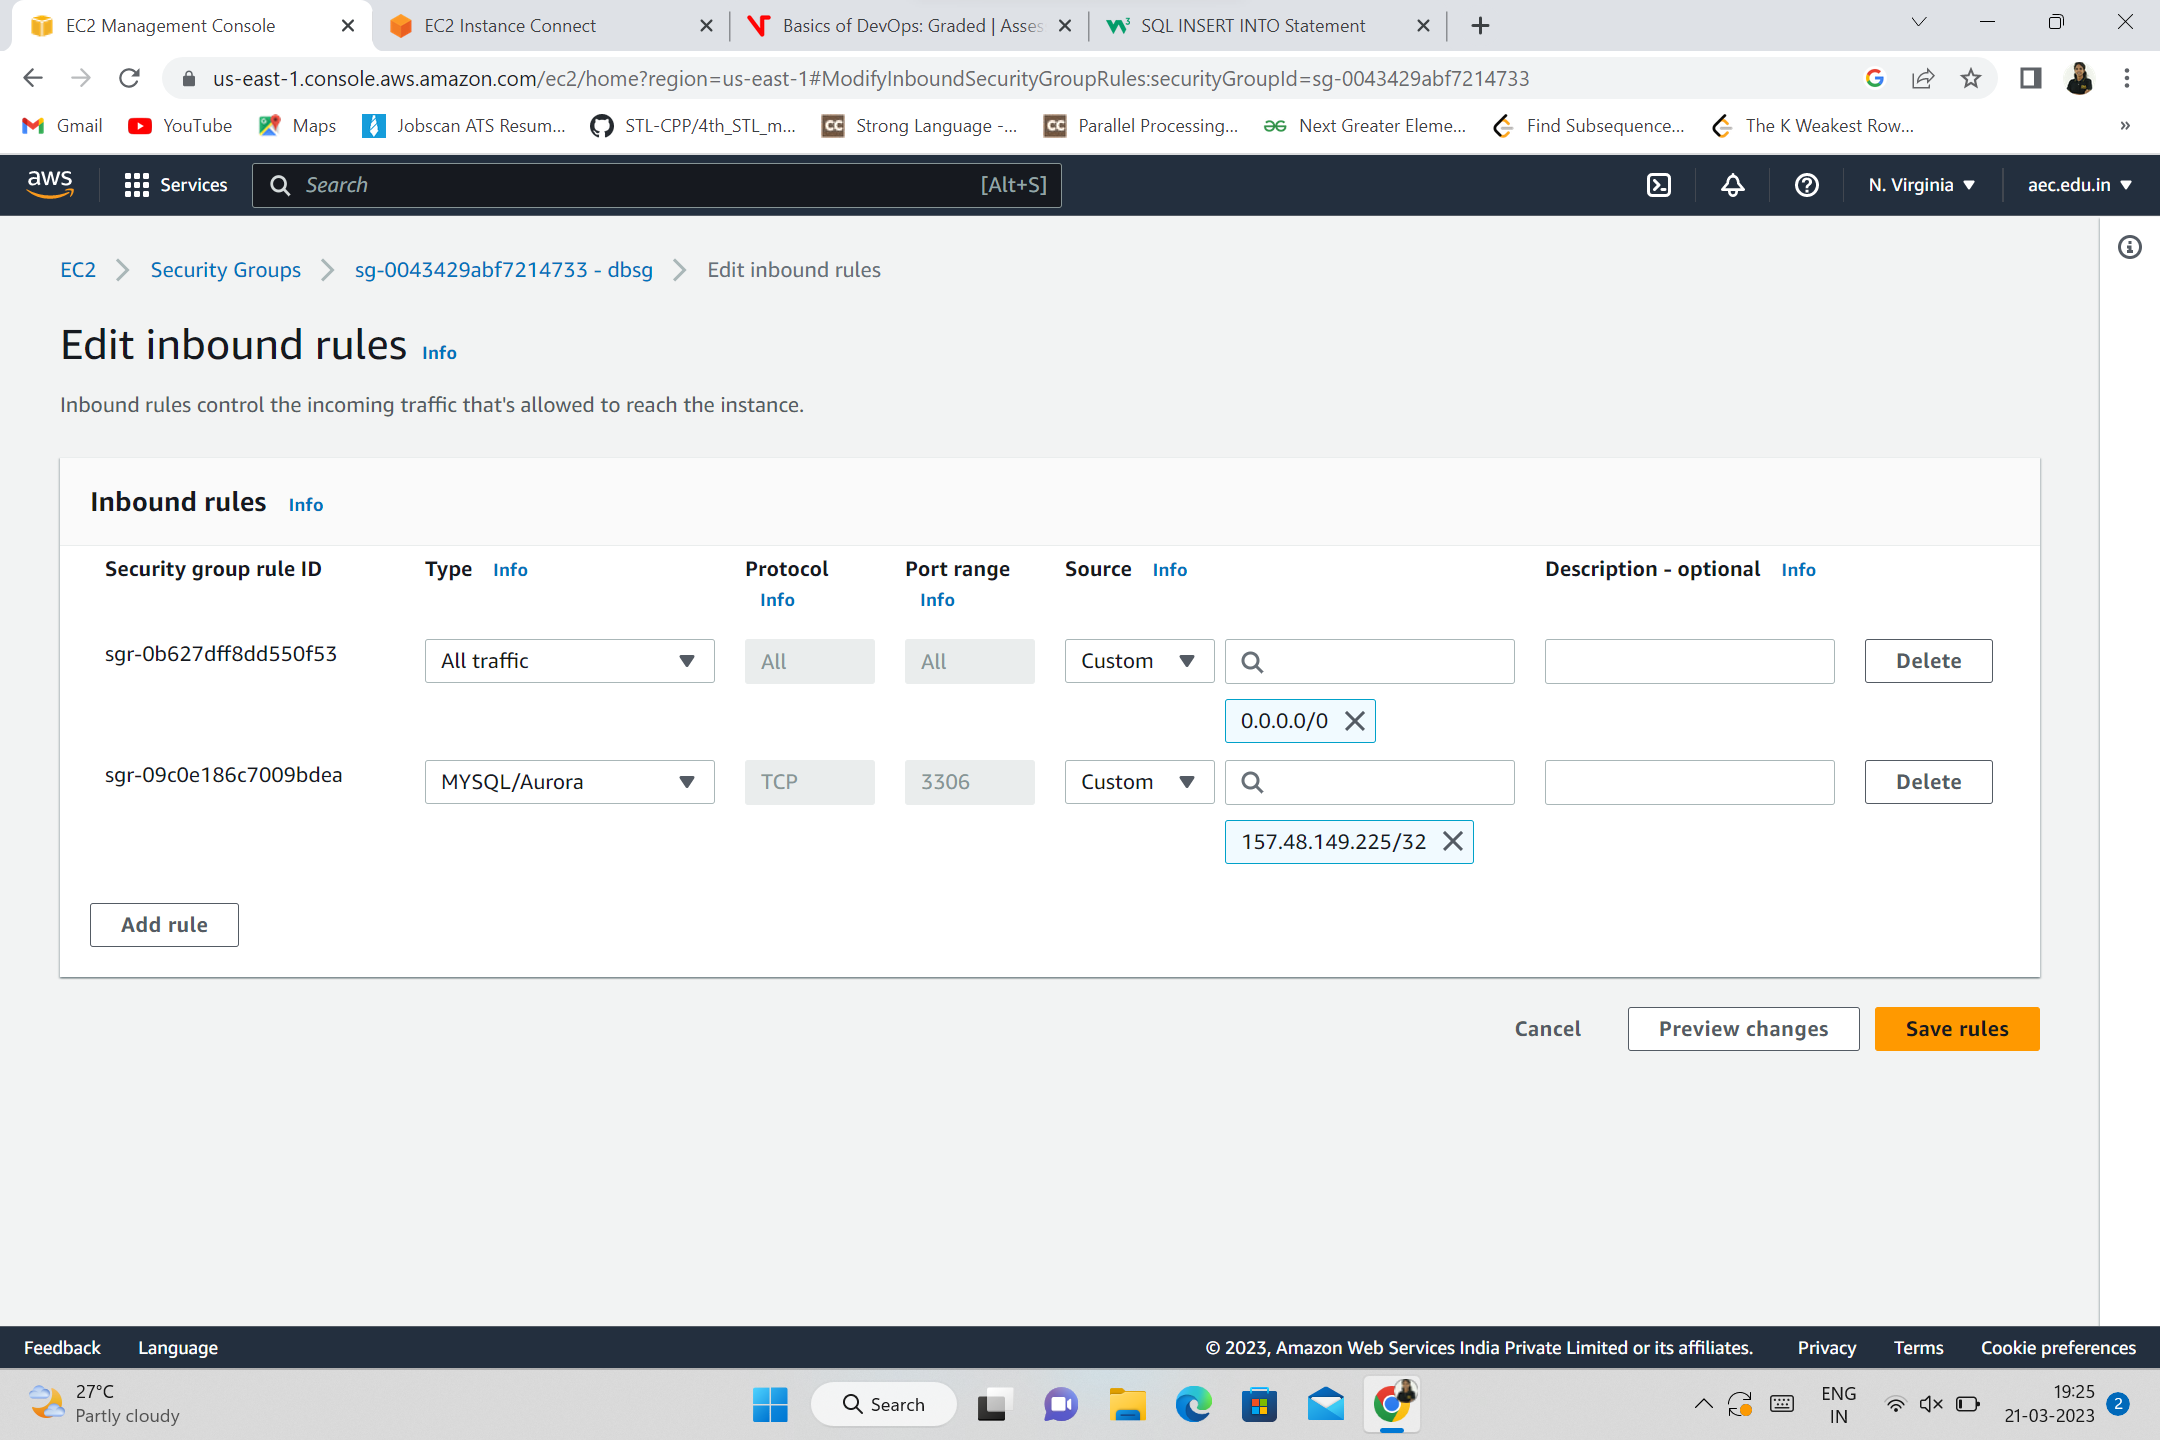 EC2 Management Console
EC2 Instance Connect
Basics of DevOps: Graded | Asses
SQL INSERT INTO Statement
us-east-1.console.aws.amazon.com/ec2/home?region=us-east-1#ModifyInboundSecurityGroupRules:securityGroupId=sg-0043429abf7214733
Gmail
YouTube
Maps
Jobscan ATS Resum...
STL-CPP/4th_STL_m...
CC
Strong Language -...
CC
Parallel Processing...
Next Greater Eleme...
Find Subsequence...
The K Weakest Row...
»
aws
Services
Search
[Alt+S]
N. Virginia
aec.edu.in
EC2 > Security Groups > sg-0043429abf7214733 - dbsg > Edit inbound rules
Edit inbound rules Info
Inbound rules control the incoming traffic that's allowed to reach the instance.
Inbound rules Info
Security group rule ID
Type Info
Protocol Info
Port range Info
Source Info
Description - optional Info
sgr-0b627dff8dd550f53
All traffic
All
All
Custom
Delete
0.0.0.0/0
sgr-09c0e186c7009bdea
MYSQL/Aurora
TCP
3306
Custom
Delete
157.48.149.225/32
Add rule
Cancel
Preview changes
Save rules
Feedback
Language
© 2023, Amazon Web Services India Private Limited or its affiliates.
Privacy
Terms
Cookie preferences
27°C
Partly cloudy
Search
ENG
IN
19:25
21-03-2023
2